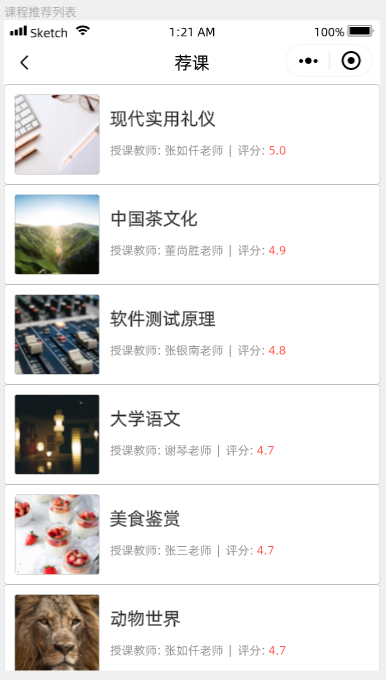 课程推荐列表
Sketch
1:21 AM
100%
荐课
现代实用礼仪
授课教师: 张如仟老师 | 评分: 5.0
中国茶文化
授课教师: 董尚胜老师 | 评分: 4.9
软件测试原理
授课教师: 张银南老师 | 评分: 4.8
大学语文
授课教师: 谢琴老师 | 评分: 4.7
美食鉴赏
授课教师: 张三老师 | 评分: 4.7
动物世界
授课教师: 张如仟老师 | 评分: 4.7